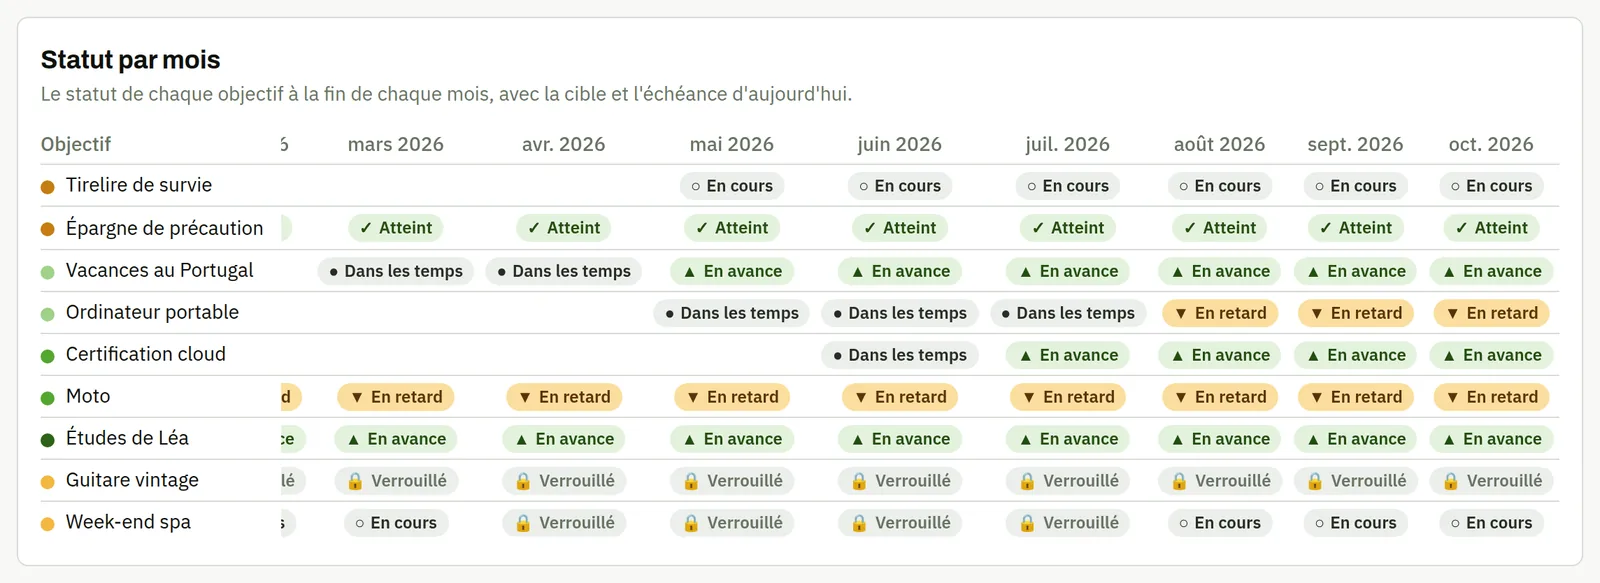 Statut par mois
Le statut de chaque objectif à la fin de chaque mois, avec la cible et l'échéance d'aujourd'hui.
Objectif 6 mars 2026 avr. 2026 mai 2026 juin 2026 juil. 2026 août 2026 sept. 2026 oct. 2026
Tirelire de survie ○ En cours ○ En cours ○ En cours ○ En cours ○ En cours ○ En cours
Épargne de précaution ✓ Atteint ✓ Atteint ✓ Atteint ✓ Atteint ✓ Atteint ✓ Atteint ✓ Atteint ✓ Atteint
Vacances au Portugal ● Dans les temps ● Dans les temps ▲ En avance ▲ En avance ▲ En avance ▲ En avance ▲ En avance ▲ En avance
Ordinateur portable ● Dans les temps ● Dans les temps ● Dans les temps ▼ En retard ▼ En retard ▼ En retard
Certification cloud ● Dans les temps ▲ En avance ▲ En avance ▲ En avance ▲ En avance
Moto d ▼ En retard ▼ En retard ▼ En retard ▼ En retard ▼ En retard ▼ En retard ▼ En retard ▼ En retard
Études de Léa ce ▲ En avance ▲ En avance ▲ En avance ▲ En avance ▲ En avance ▲ En avance ▲ En avance ▲ En avance
Guitare vintage lé 🔒 Verrouillé 🔒 Verrouillé 🔒 Verrouillé 🔒 Verrouillé 🔒 Verrouillé 🔒 Verrouillé 🔒 Verrouillé 🔒 Verrouillé
Week-end spa s ○ En cours 🔒 Verrouillé 🔒 Verrouillé 🔒 Verrouillé 🔒 Verrouillé ○ En cours ○ En cours ○ En cours